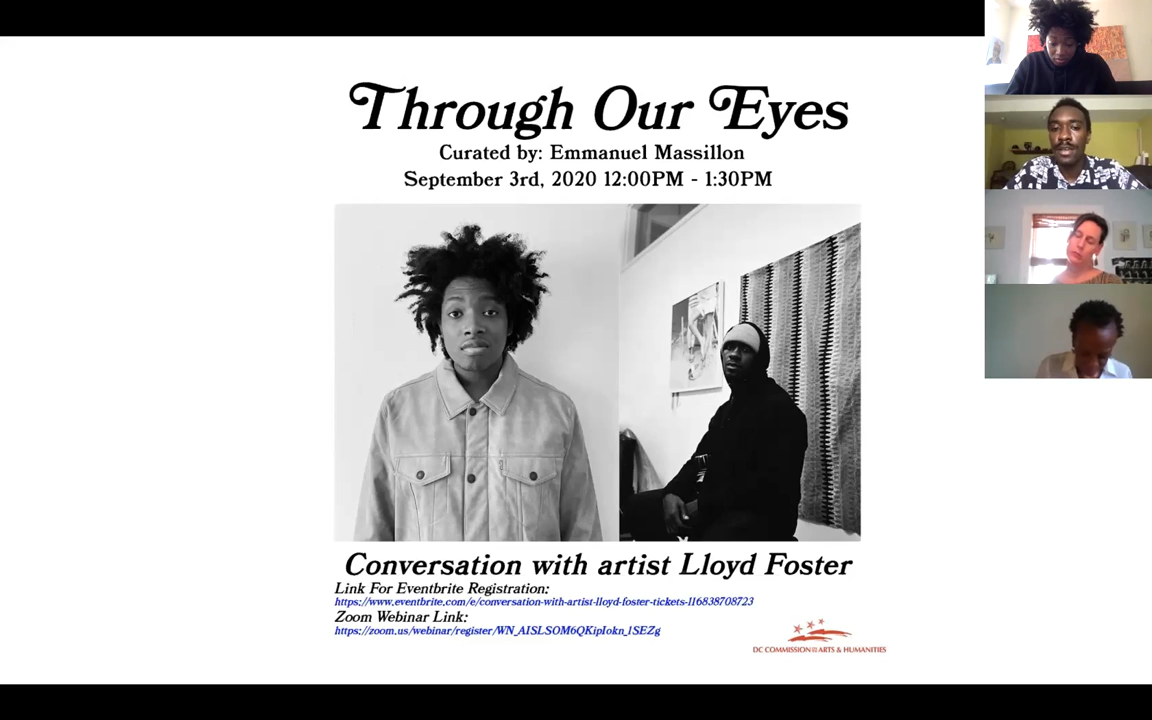 Through Our Eyes
Curated by: Emmanuel Massillon
September 3rd, 2020 12:00PM - 1:30PM
Conversation with artist Lloyd Foster
Link For Eventbrite Registration:
https://www.eventbrite.com/e/conversation-with-artist-lloyd-foster-tickets-116838708723
Zoom Webinar Link:
https://zoom.us/webinar/register/WN_AISLSOM6QKipIokn_1SEZg
DC COMMISSION ON THE ARTS & HUMANITIES